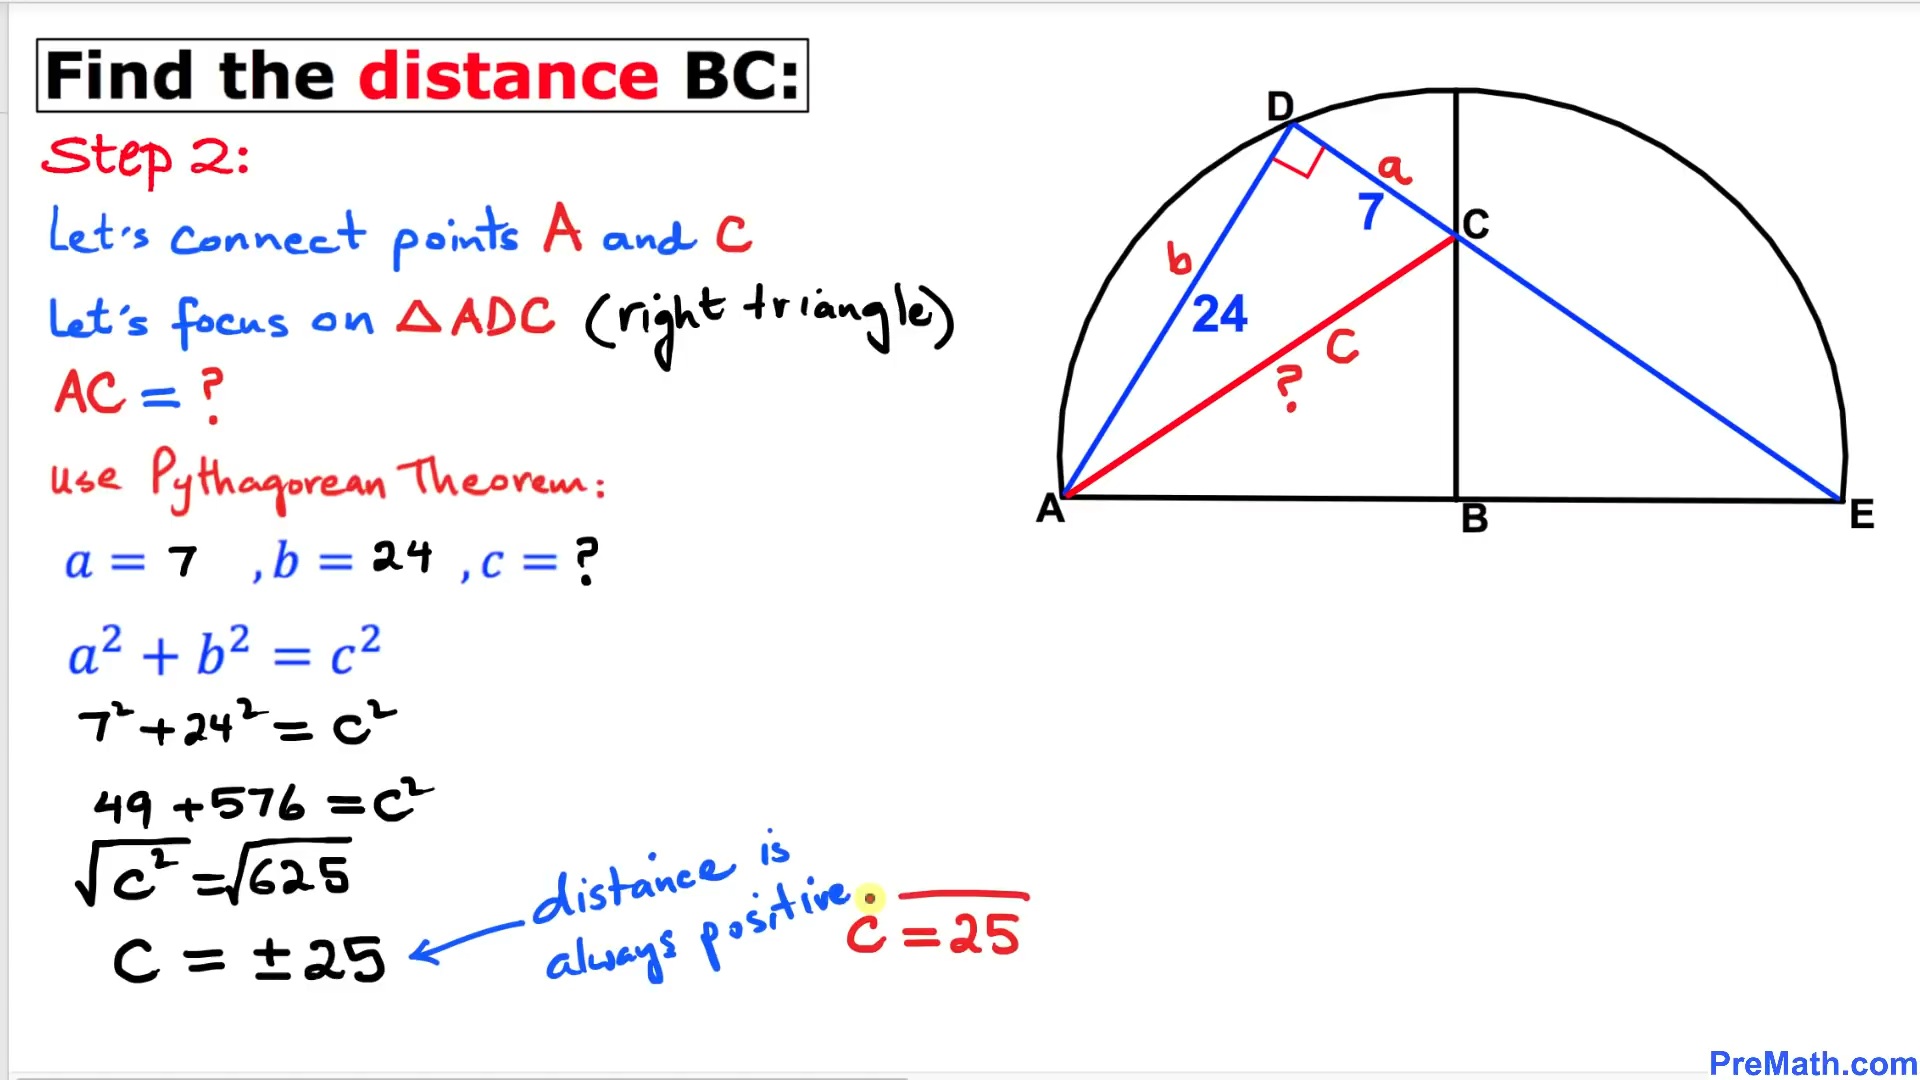 Find the distance BC:
Step 2:
Let's connect points A and C
Let's focus on △ADC (right triangle)
AC = ?
use Pythagorean Theorem:
a = 7 , b = 24 , c = ?
a² + b² = c²
7² + 24² = c²
49 + 576 = c²
√c² = √625
c = ± 25
distance is
always positive
c = 25
D
a
7
C
b
24
c
?
A
B
E
PreMath.com